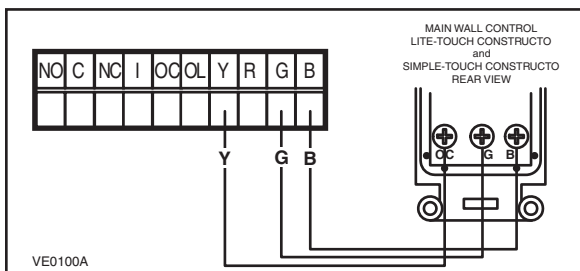 MAIN WALL CONTROL
LITE-TOUCH CONSTRUCTO
and
SIMPLE-TOUCH CONSTRUCTO
REAR VIEW
NO C NC I OC OL Y R G B
OC G B
Y G B
VE0100A